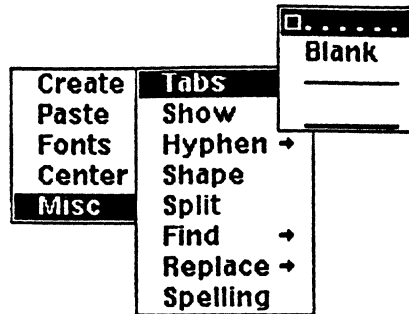 Create
Paste
Fonts
Center
Misc
Tabs
Show
Hyphen →
Shape
Split
Find →
Replace →
Spelling
□. . . . . .
Blank